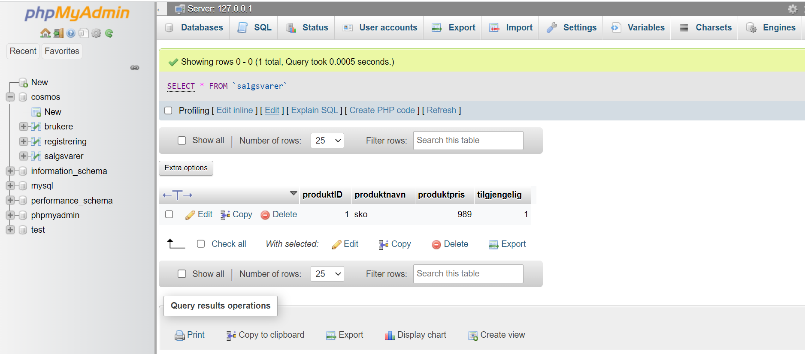 phpMyAdmin
Recent Favorites
New
cosmos
New
brukere
registrering
salgsvarer
information_schema
mysql
performance_schema
phpmyadmin
test
Server: 127.0.0.1
Databases SQL Status User accounts Export Import Settings Variables Charsets Engines
Showing rows 0 - 0 (1 total, Query took 0.0005 seconds.)
SELECT * FROM `salgsvarer`
Profiling [ Edit inline ] [ Edit ] [ Explain SQL ] [ Create PHP code ] [ Refresh ]
Show all Number of rows: 25 Filter rows: Search this table
Extra options
←T→ produktID produktnavn produktpris tilgjengelig
Edit Copy Delete 1 sko 989 1
Check all With selected: Edit Copy Delete Export
Show all Number of rows: 25 Filter rows: Search this table
Query results operations
Print Copy to clipboard Export Display chart Create view